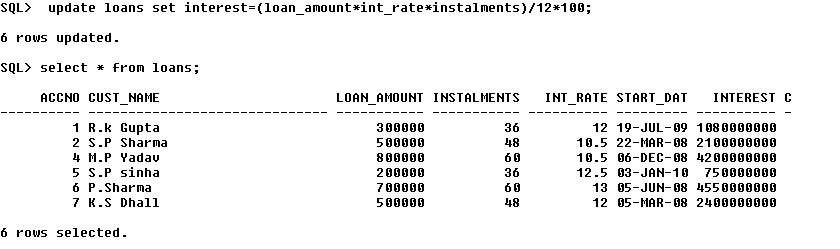 SQL>  update loans set interest=(loan_amount*int_rate*instalments)/12*100;
6 rows updated.
SQL> select * from loans;
     ACCNO CUST_NAME                      LOAN_AMOUNT INSTALMENTS   INT_RATE START_DAT   INTEREST C
---------- ------------------------------ ----------- ----------- ---------- --------- ---------- -
         1 R.k Gupta                           300000          36         12 19-JUL-09 1080000000
         2 S.P Sharma                          500000          48       10.5 22-MAR-08 2100000000
         4 M.P Yadav                           800000          60       10.5 06-DEC-08 4200000000
         5 S.P sinha                           200000          36       12.5 03-JAN-10  750000000
         6 P.Sharma                            700000          60         13 05-JUN-08 4550000000
         7 K.S Dhall                           500000          48         12 05-MAR-08 2400000000
6 rows selected.